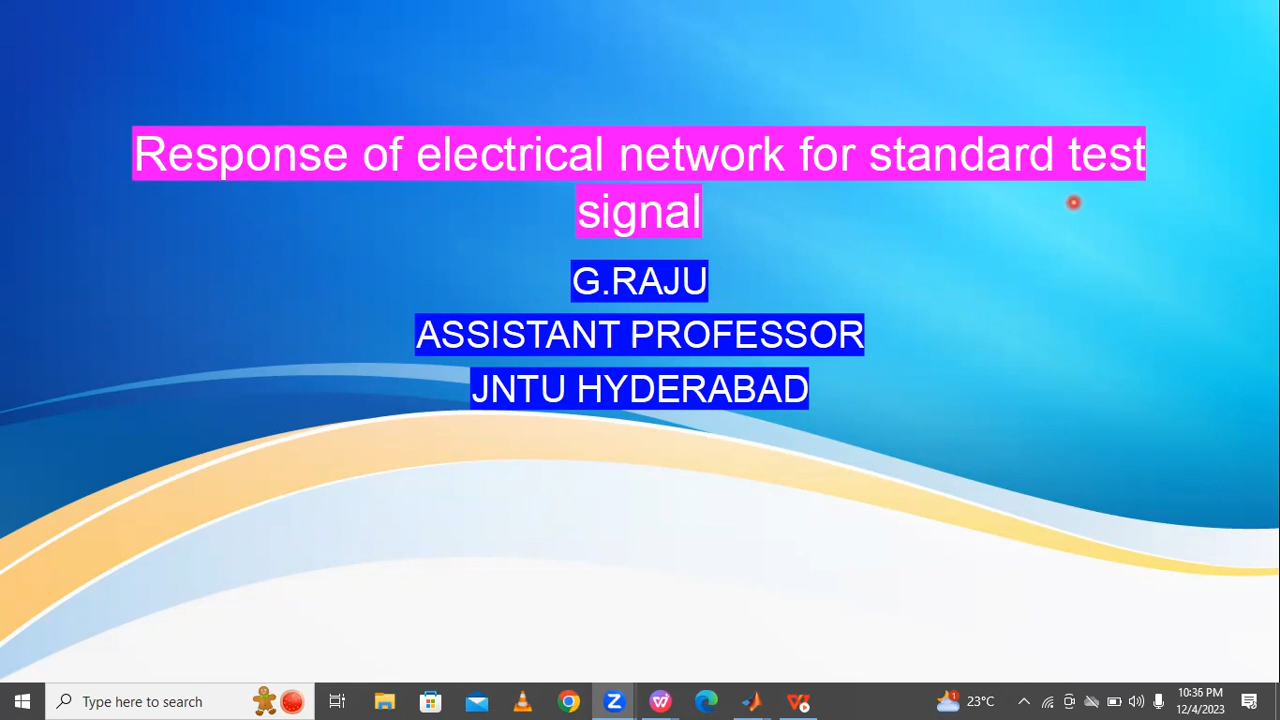 Response of electrical network for standard test
signal
G.RAJU
ASSISTANT PROFESSOR
JNTU HYDERABAD
Type here to search
1
23°C
10:36 PM
12/4/2023